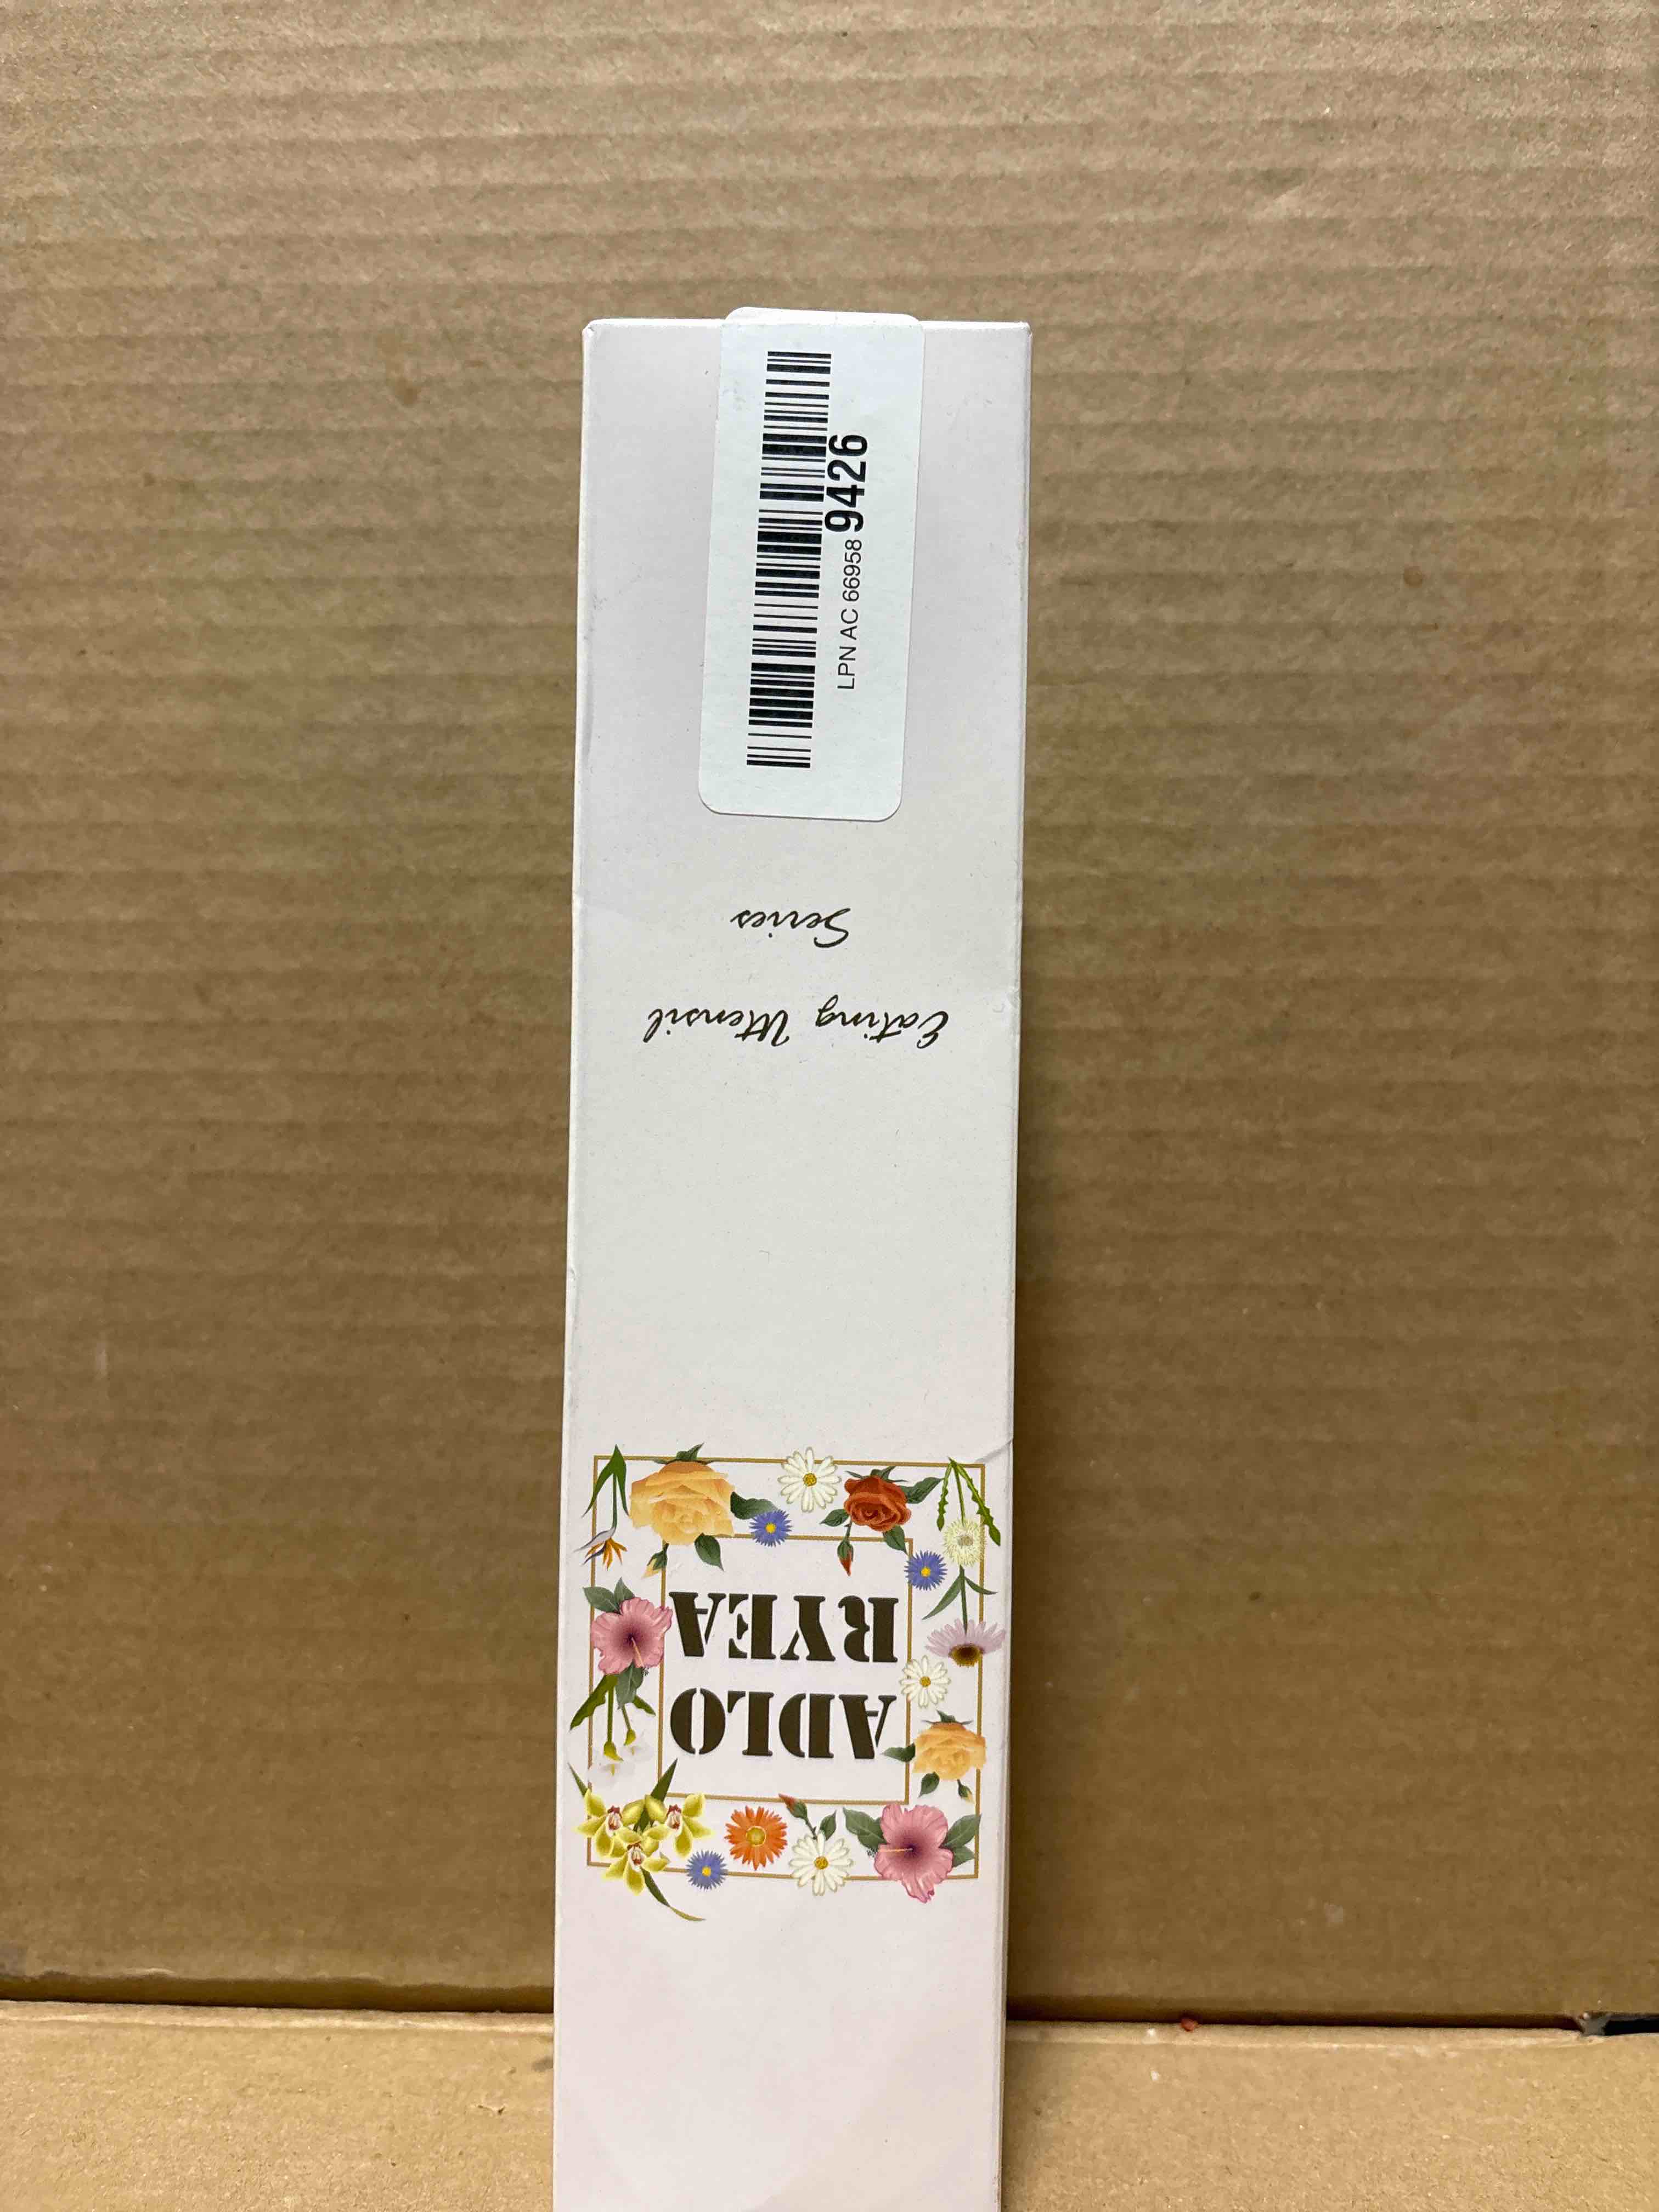 ADLO
RYEA
Eating Utensil
Series
LPN AC 66958 9426